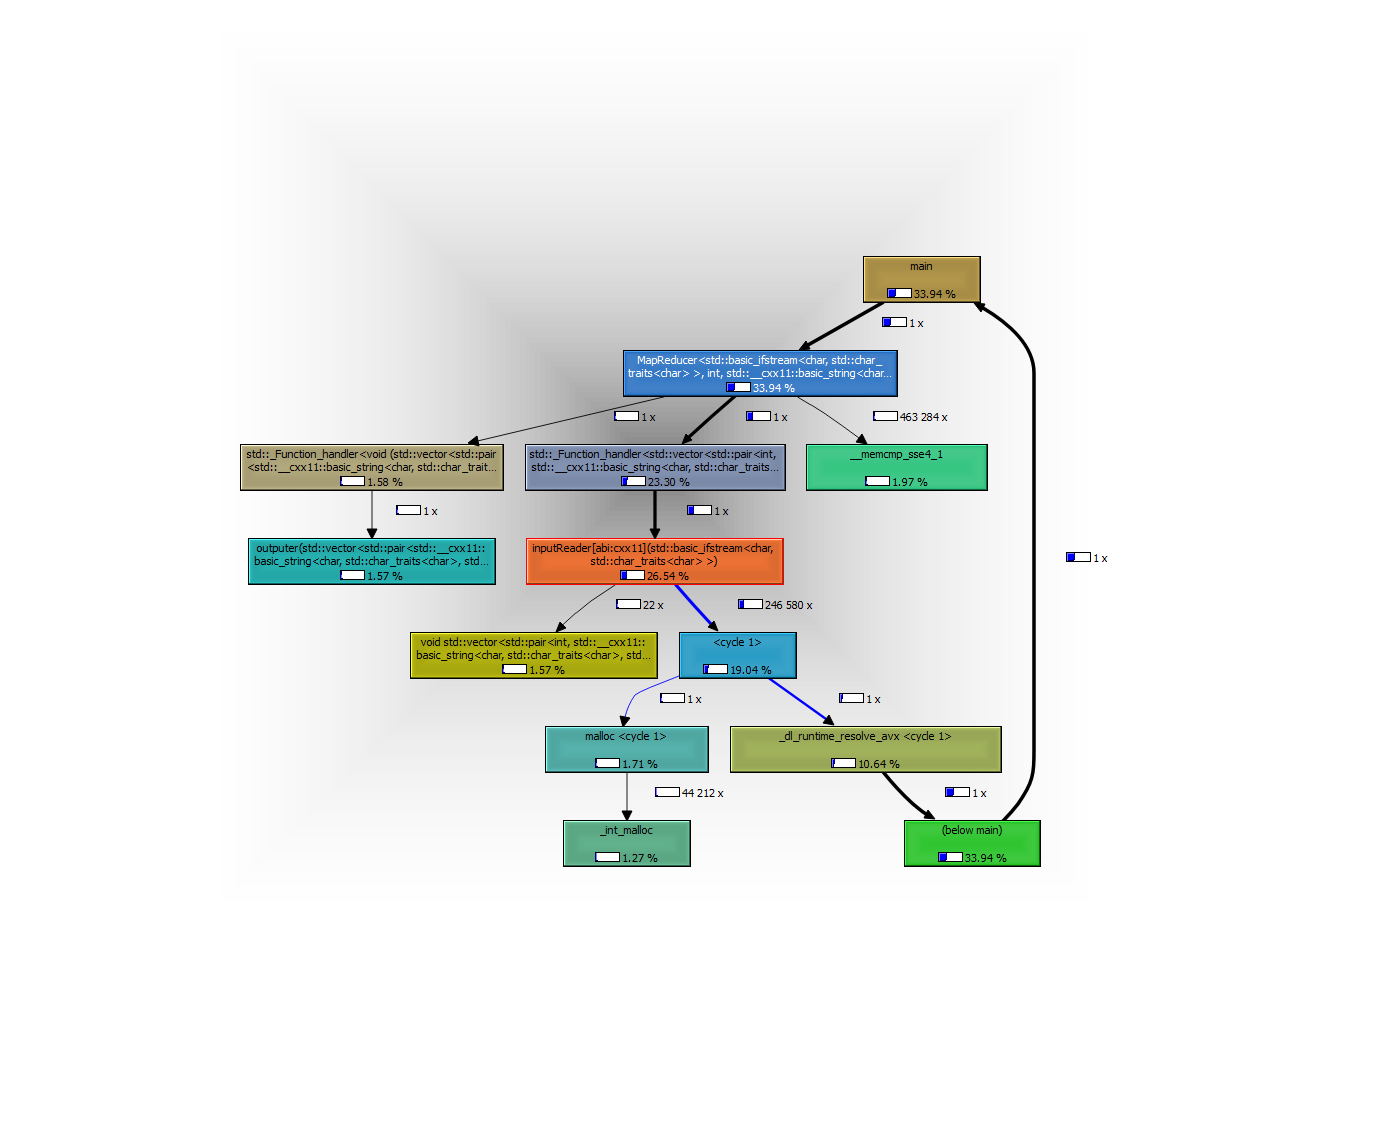 main
33.94 %
1 x
MapReducer<std::basic_ifstream<char, std::char_
traits<char> >, int, std::__cxx11::basic_string<char...
33.94 %
1 x
1 x
463 284 x
std::_Function_handler<void (std::vector<std::pair
<std::__cxx11::basic_string<char, std::char_trait...
1.58 %
std::_Function_handler<std::vector<std::pair<int,
std::__cxx11::basic_string<char, std::char_traits...
23.30 %
__memcmp_sse4_1
1.97 %
1 x
1 x
outputer(std::vector<std::pair<std::__cxx11::
basic_string<char, std::char_traits<char>, std...
1.57 %
inputReader[abi:cxx11](std::basic_ifstream<char,
std::char_traits<char> >)
26.54 %
1 x
22 x
246 580 x
void std::vector<std::pair<int, std::__cxx11::
basic_string<char, std::char_traits<char>, std...
1.57 %
<cycle 1>
19.04 %
1 x
1 x
malloc <cycle 1>
1.71 %
_dl_runtime_resolve_avx <cycle 1>
10.64 %
44 212 x
1 x
_int_malloc
1.27 %
(below main)
33.94 %